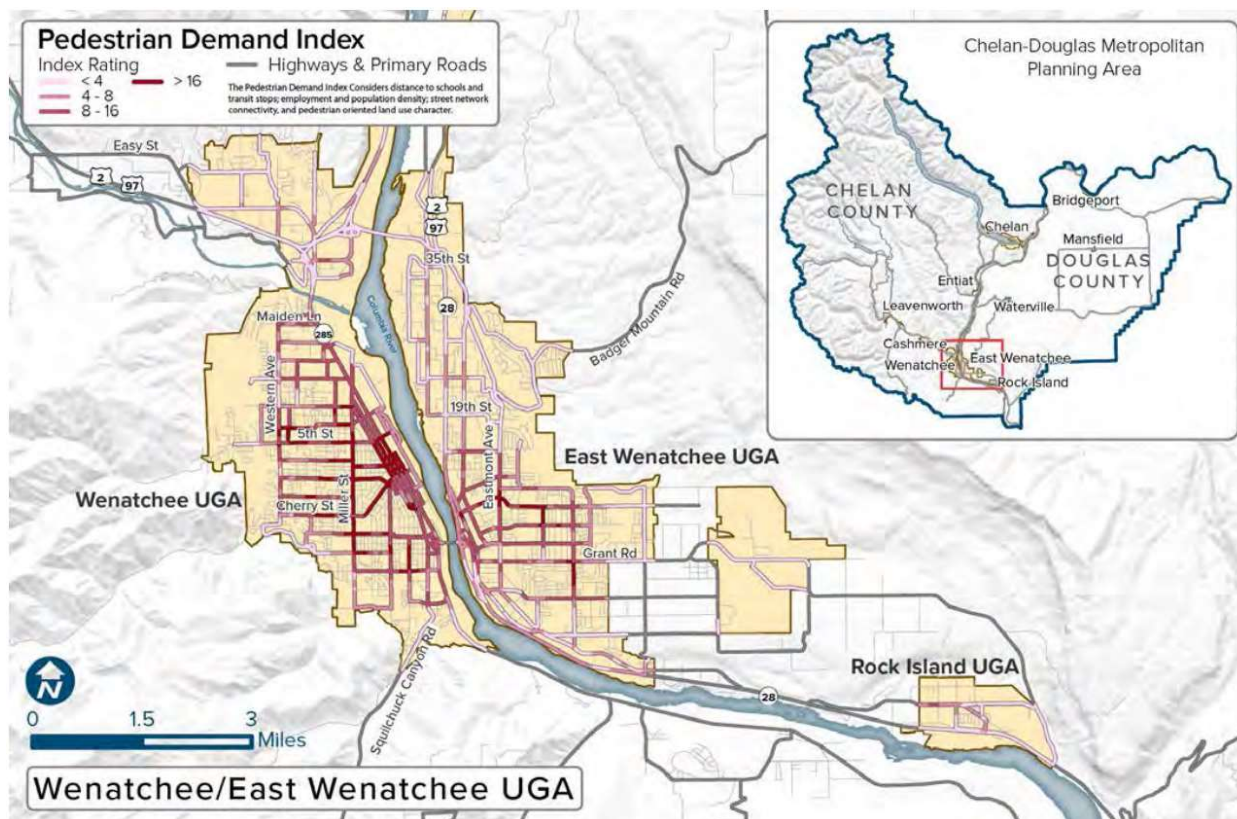 Pedestrian Demand Index
Index Rating
< 4
> 16
4 - 8
8 - 16
Highways & Primary Roads
The Pedestrian Demand Index Considers distance to schools and
transit stops; employment and population density; street network
connectivity, and pedestrian oriented land use character.
Chelan-Douglas Metropolitan
Planning Area
CHELAN
COUNTY
Bridgeport
Chelan
Mansfield
DOUGLAS
COUNTY
Entiat
Leavenworth
Waterville
Cashmere
Wenatchee
East Wenatchee
Rock Island
Easy St
2
97
2
97
35th St
28
Columbia River
Maiden Ln
285
Badger Mountain Rd
Western Ave
19th St
5th St
Eastmont Ave
East Wenatchee UGA
Wenatchee UGA
Miller St
Cherry St
Grant Rd
Squilchuck Canyon Rd
Rock Island UGA
28
N
0 1.5 3
Miles
Wenatchee/East Wenatchee UGA